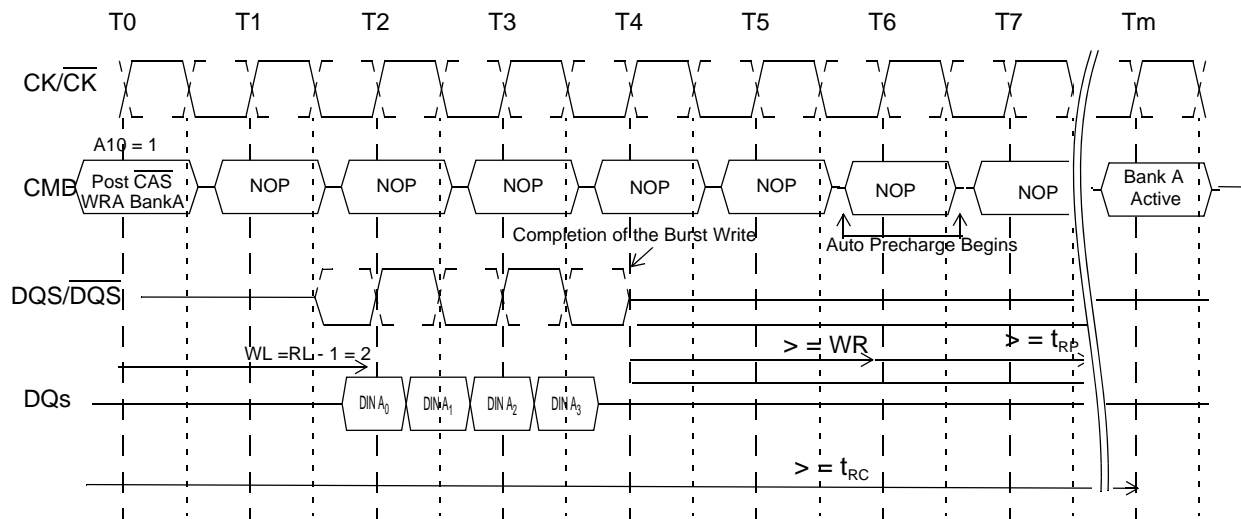 T0 T1 T2 T3 T4 T5 T6 T7 Tm
CK/CK
A10 = 1
CMD
Post CAS
WRA BankA
NOP NOP NOP NOP NOP NOP NOP
Bank A
Active
Completion of the Burst Write
Auto Precharge Begins
DQS/DQS
WL =RL - 1 = 2
> = WR
> = tRP
DQs
DIN A0 DIN A1 DIN A2 DIN A3
> = tRC